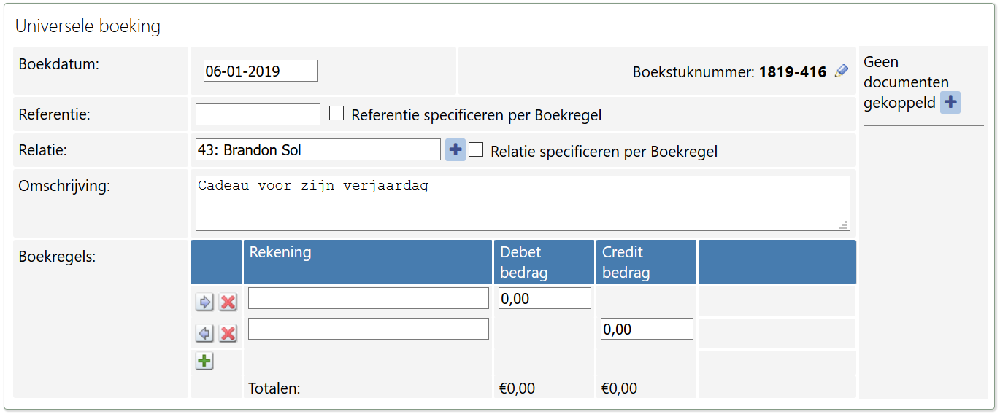 Universele boeking
Boekdatum:
06-01-2019
Boekstuknummer: 1819-416
Geen
documenten
gekoppeld
Referentie:
Referentie specificeren per Boekregel
Relatie:
43: Brandon Sol
Relatie specificeren per Boekregel
Omschrijving:
Cadeau voor zijn verjaardag
Boekregels:
Rekening
Debet
bedrag
Credit
bedrag
0,00
0,00
Totalen:
€0,00
€0,00